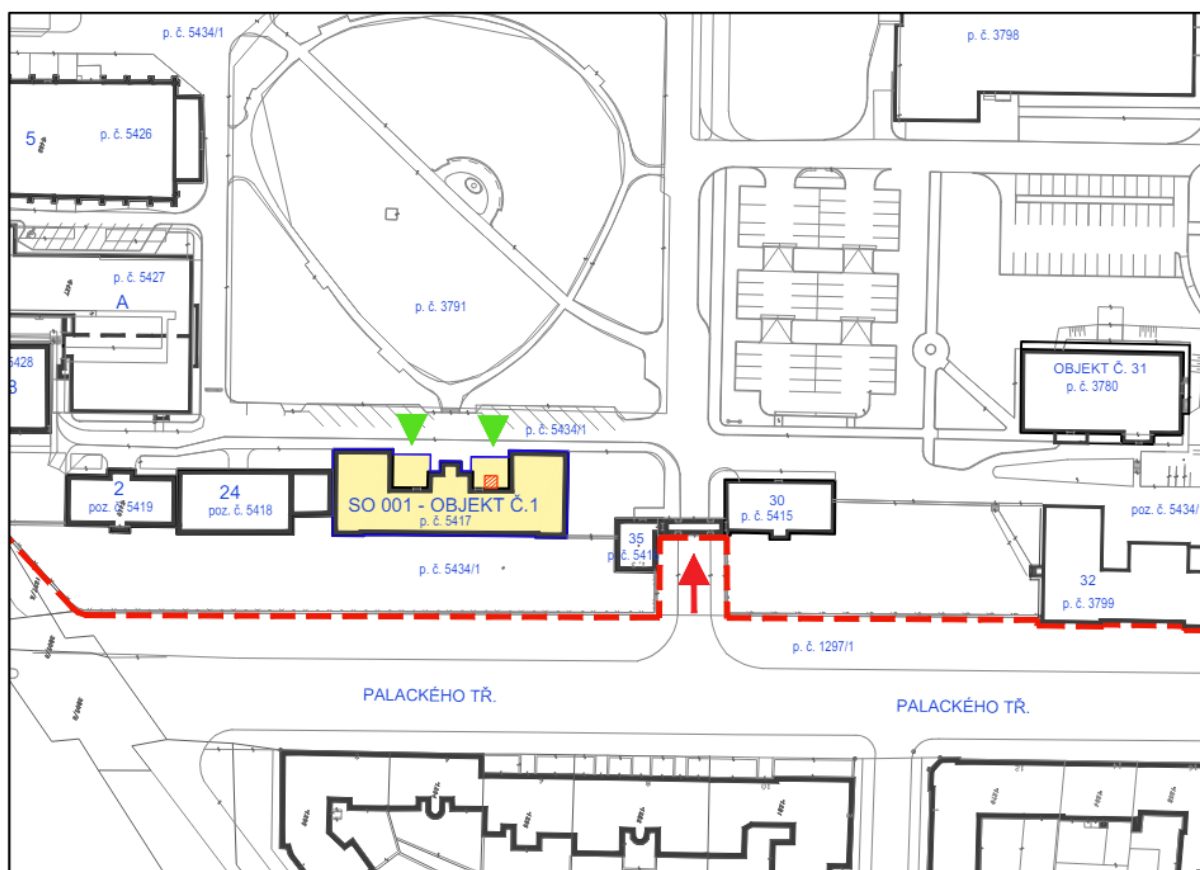 p. č. 5434/1
p. č. 3798
5
p. č. 5426
p. č. 5427
A
p. č. 3791
OBJEKT Č. 31
p. č. 3780
5428
p. č. 5434/1
2
poz. č. 5419
24
poz. č. 5418
SO 001 - OBJEKT Č.1
p. č. 5417
30
p. č. 5415
poz. č. 5434/
35
p. č. 541
p. č. 5434/1
32
p. č. 3799
p. č. 1297/1
PALACKÉHO TŘ.
PALACKÉHO TŘ.